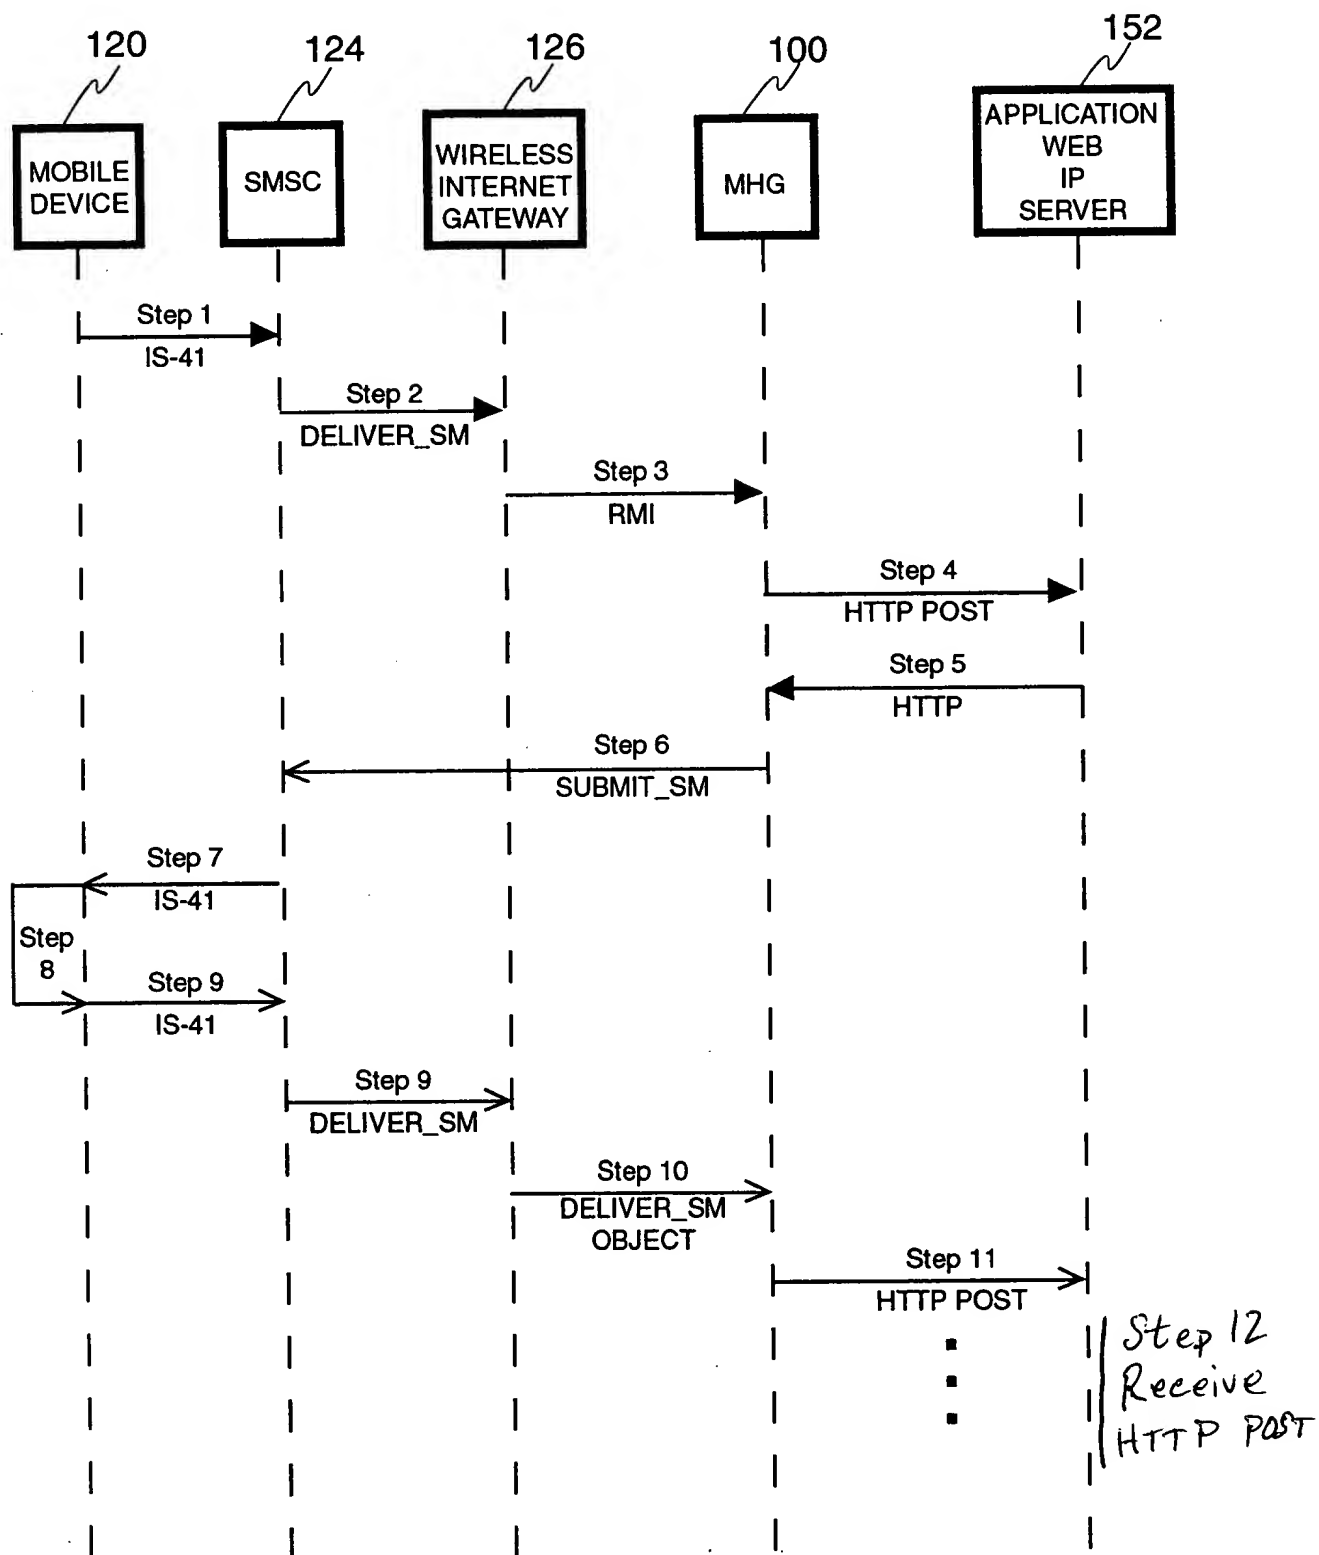 120
124
126
100
152
MOBILE
DEVICE
SMSC
WIRELESS
INTERNET
GATEWAY
MHG
APPLICATION
WEB
IP
SERVER
Step 1
IS-41
Step 2
DELIVER_SM
Step 3
RMI
Step 4
HTTP POST
Step 5
HTTP
Step 6
SUBMIT_SM
Step 7
IS-41
Step
8
Step 9
IS-41
Step 9
DELIVER_SM
Step 10
DELIVER_SM
OBJECT
Step 11
HTTP POST
Step 12
Receive
HTTP POST